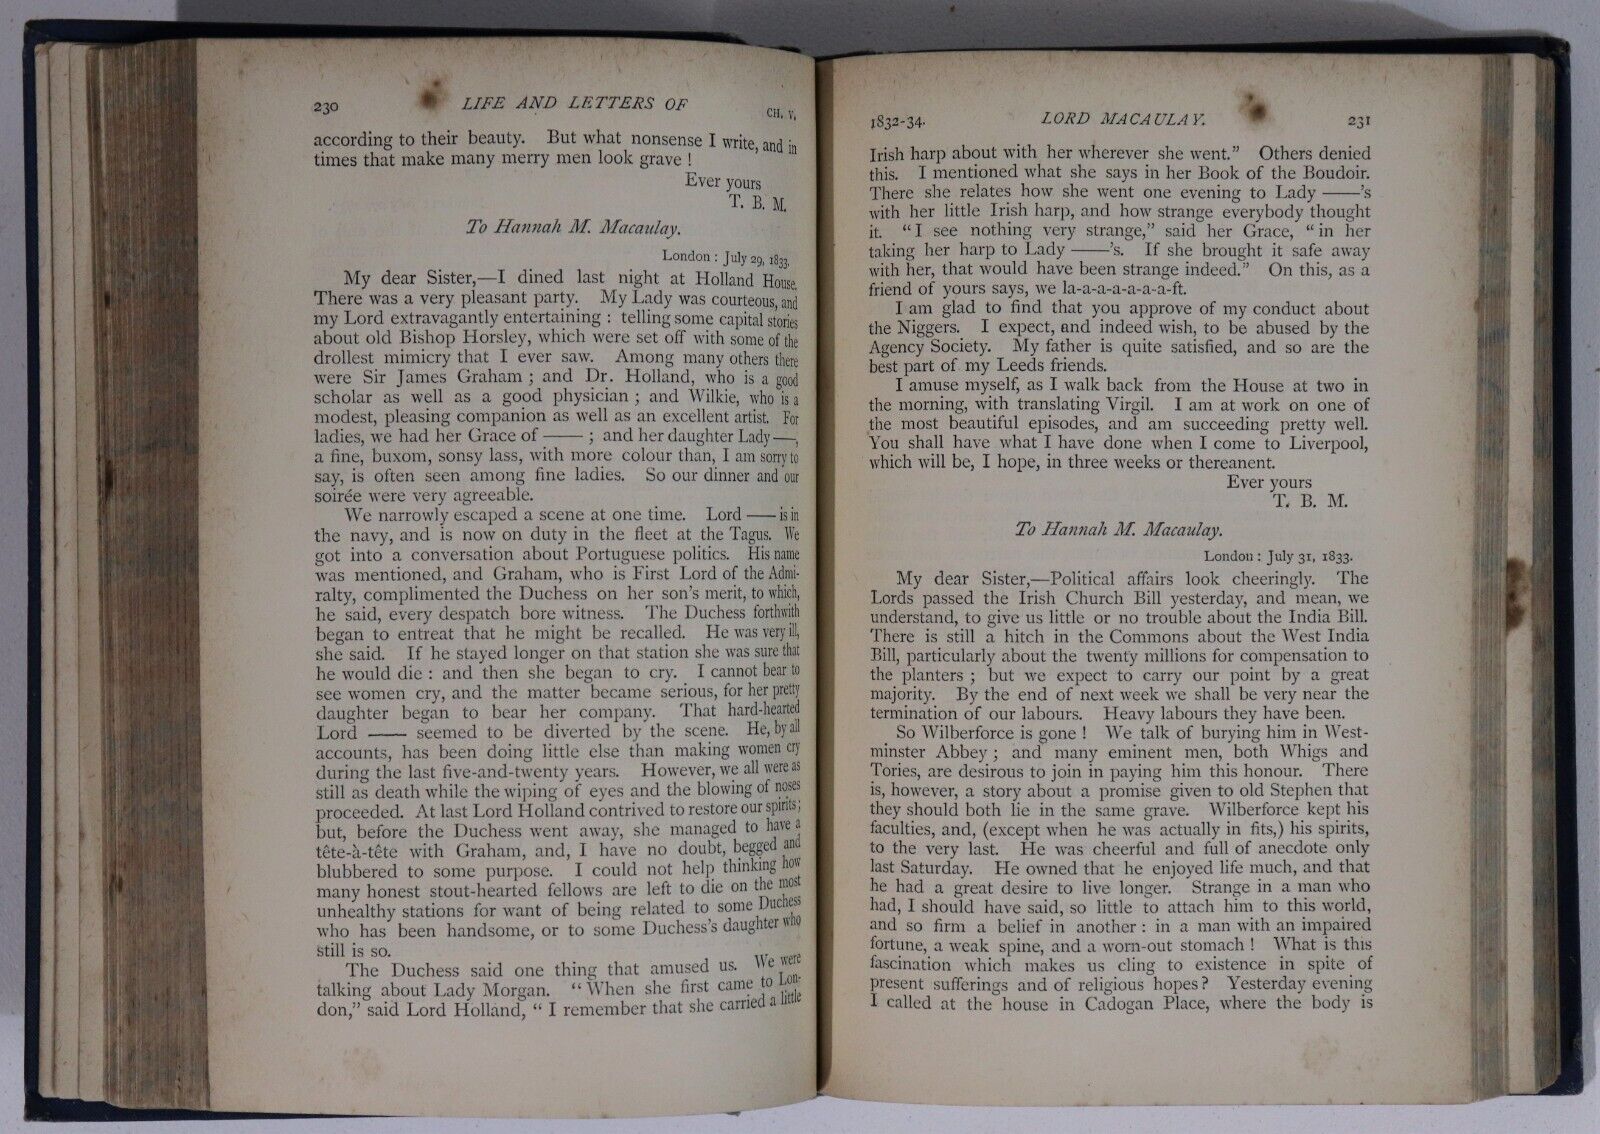 230 LIFE AND LETTERS OF CH. V.
according to their beauty. But what nonsense I write, and in
times that make many merry men look grave !
Ever yours
T. B. M.
To Hannah M. Macaulay.
London : July 29, 1833.
My dear Sister,—I dined last night at Holland House.
There was a very pleasant party. My Lady was courteous, and
my Lord extravagantly entertaining : telling some capital stories
about old Bishop Horsley, which were set off with some of the
drollest mimicry that I ever saw. Among many others there
were Sir James Graham ; and Dr. Holland, who is a good
scholar as well as a good physician ; and Wilkie, who is a
modest, pleasing companion as well as an excellent artist. For
ladies, we had her Grace of —— ; and her daughter Lady ——,
a fine, buxom, sonsy lass, with more colour than, I am sorry to
say, is often seen among fine ladies. So our dinner and our
soirée were very agreeable.
We narrowly escaped a scene at one time. Lord —— is in
the navy, and is now on duty in the fleet at the Tagus. We
got into a conversation about Portuguese politics. His name
was mentioned, and Graham, who is First Lord of the Admi-
ralty, complimented the Duchess on her son's merit, to which,
he said, every despatch bore witness. The Duchess forthwith
began to entreat that he might be recalled. He was very ill,
she said. If he stayed longer on that station she was sure that
he would die : and then she began to cry. I cannot bear to
see women cry, and the matter became serious, for her pretty
daughter began to bear her company. That hard-hearted
Lord —— seemed to be diverted by the scene. He, by all
accounts, has been doing little else than making women cry
during the last five-and-twenty years. However, we all were as
still as death while the wiping of eyes and the blowing of noses
proceeded. At last Lord Holland contrived to restore our spirits ;
but, before the Duchess went away, she managed to have a
tête-à-tête with Graham, and, I have no doubt, begged and
blubbered to some purpose. I could not help thinking how
many honest stout-hearted fellows are left to die on the most
unhealthy stations for want of being related to some Duchess
who has been handsome, or to some Duchess's daughter who
still is so.
The Duchess said one thing that amused us. We were
talking about Lady Morgan. “When she first came to Lon-
don,” said Lord Holland, “I remember that she carried a little
1832-34. LORD MACAULAY. 231
Irish harp about with her wherever she went.” Others denied
this. I mentioned what she says in her Book of the Boudoir.
There she relates how she went one evening to Lady ——'s
with her little Irish harp, and how strange everybody thought
it. “I see nothing very strange,” said her Grace, “in her
taking her harp to Lady ——'s. If she brought it safe away
with her, that would have been strange indeed.” On this, as a
friend of yours says, we la-a-a-a-a-a-a-ft.
I am glad to find that you approve of my conduct about
the Niggers. I expect, and indeed wish, to be abused by the
Agency Society. My father is quite satisfied, and so are the
best part of my Leeds friends.
I amuse myself, as I walk back from the House at two in
the morning, with translating Virgil. I am at work on one of
the most beautiful episodes, and am succeeding pretty well.
You shall have what I have done when I come to Liverpool,
which will be, I hope, in three weeks or thereanent.
Ever yours
T. B. M.
To Hannah M. Macaulay.
London : July 31, 1833.
My dear Sister,—Political affairs look cheeringly. The
Lords passed the Irish Church Bill yesterday, and mean, we
understand, to give us little or no trouble about the India Bill.
There is still a hitch in the Commons about the West India
Bill, particularly about the twenty millions for compensation to
the planters ; but we expect to carry our point by a great
majority. By the end of next week we shall be very near the
termination of our labours. Heavy labours they have been.
So Wilberforce is gone ! We talk of burying him in West-
minster Abbey ; and many eminent men, both Whigs and
Tories, are desirous to join in paying him this honour. There
is, however, a story about a promise given to old Stephen that
they should both lie in the same grave. Wilberforce kept his
faculties, and, (except when he was actually in fits,) his spirits,
to the very last. He was cheerful and full of anecdote only
last Saturday. He owned that he enjoyed life much, and that
he had a great desire to live longer. Strange in a man who
had, I should have said, so little to attach him to this world,
and so firm a belief in another : in a man with an impaired
fortune, a weak spine, and a worn-out stomach ! What is this
fascination which makes us cling to existence in spite of
present sufferings and of religious hopes ? Yesterday evening
I called at the house in Cadogan Place, where the body is